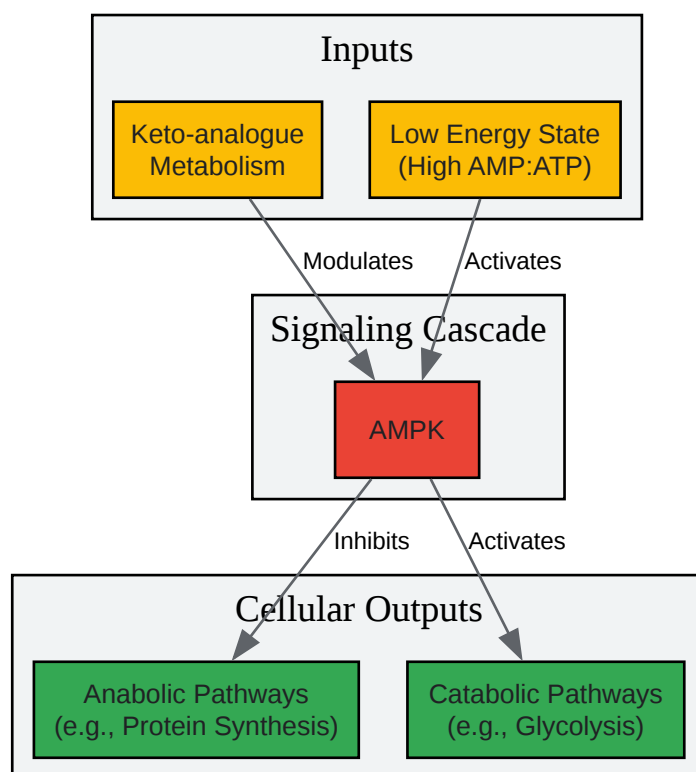 Inputs
Keto-analogue
Metabolism
Low Energy State
(High AMP:ATP)
Modulates
Activates
Signaling Cascade
AMPK
Inhibits
Activates
Cellular Outputs
Anabolic Pathways
(e.g., Protein Synthesis)
Catabolic Pathways
(e.g., Glycolysis)